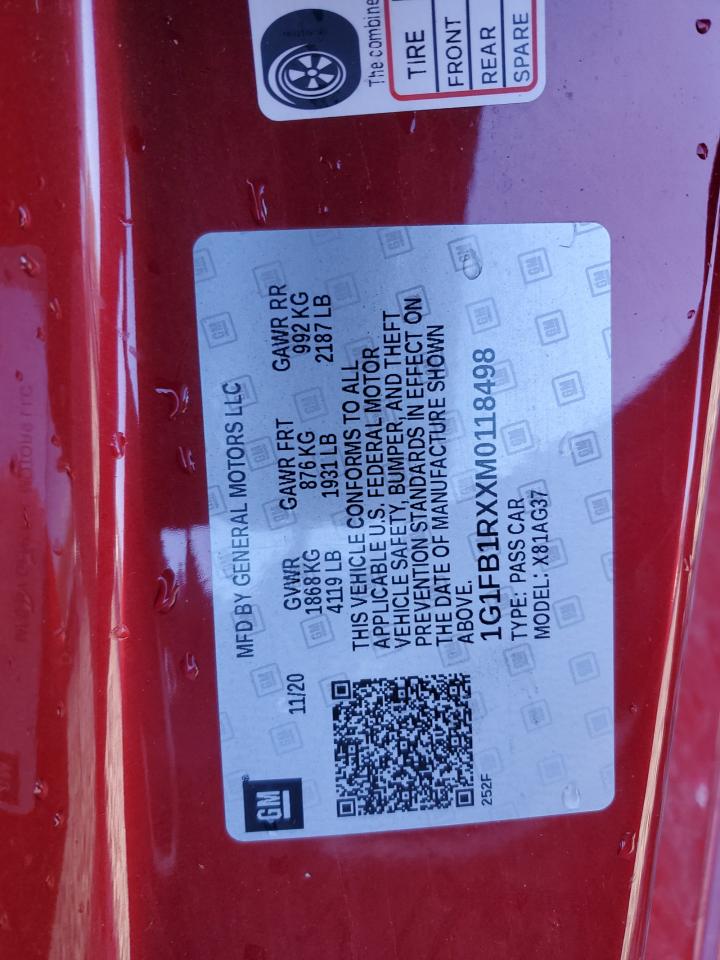 The combine
TIRE
FRONT
REAR
SPARE
GM
11/20
MFD BY GENERAL MOTORS LLC
GVWR GAWR FRT GAWR RR
1868 KG 876 KG 992 KG
4119 LB 1931 LB 2187 LB
THIS VEHICLE CONFORMS TO ALL
APPLICABLE U.S. FEDERAL MOTOR
VEHICLE SAFETY, BUMPER, AND THEFT
PREVENTION STANDARDS IN EFFECT ON
THE DATE OF MANUFACTURE SHOWN
ABOVE.
1G1FB1RXXM0118498
TYPE: PASS CAR
MODEL: X81AG37
252F